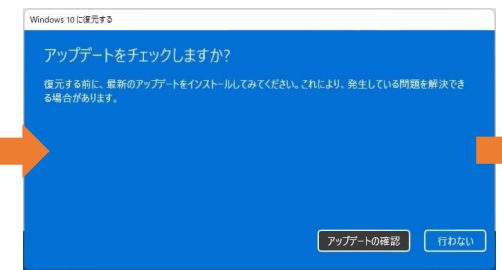 Windows 10 に復元する
アップデートをチェックしますか?
復元する前に、最新のアップデートをインストールしてみてください。これにより、発生している問題を解決でき
る場合があります。
アップデートの確認
行わない